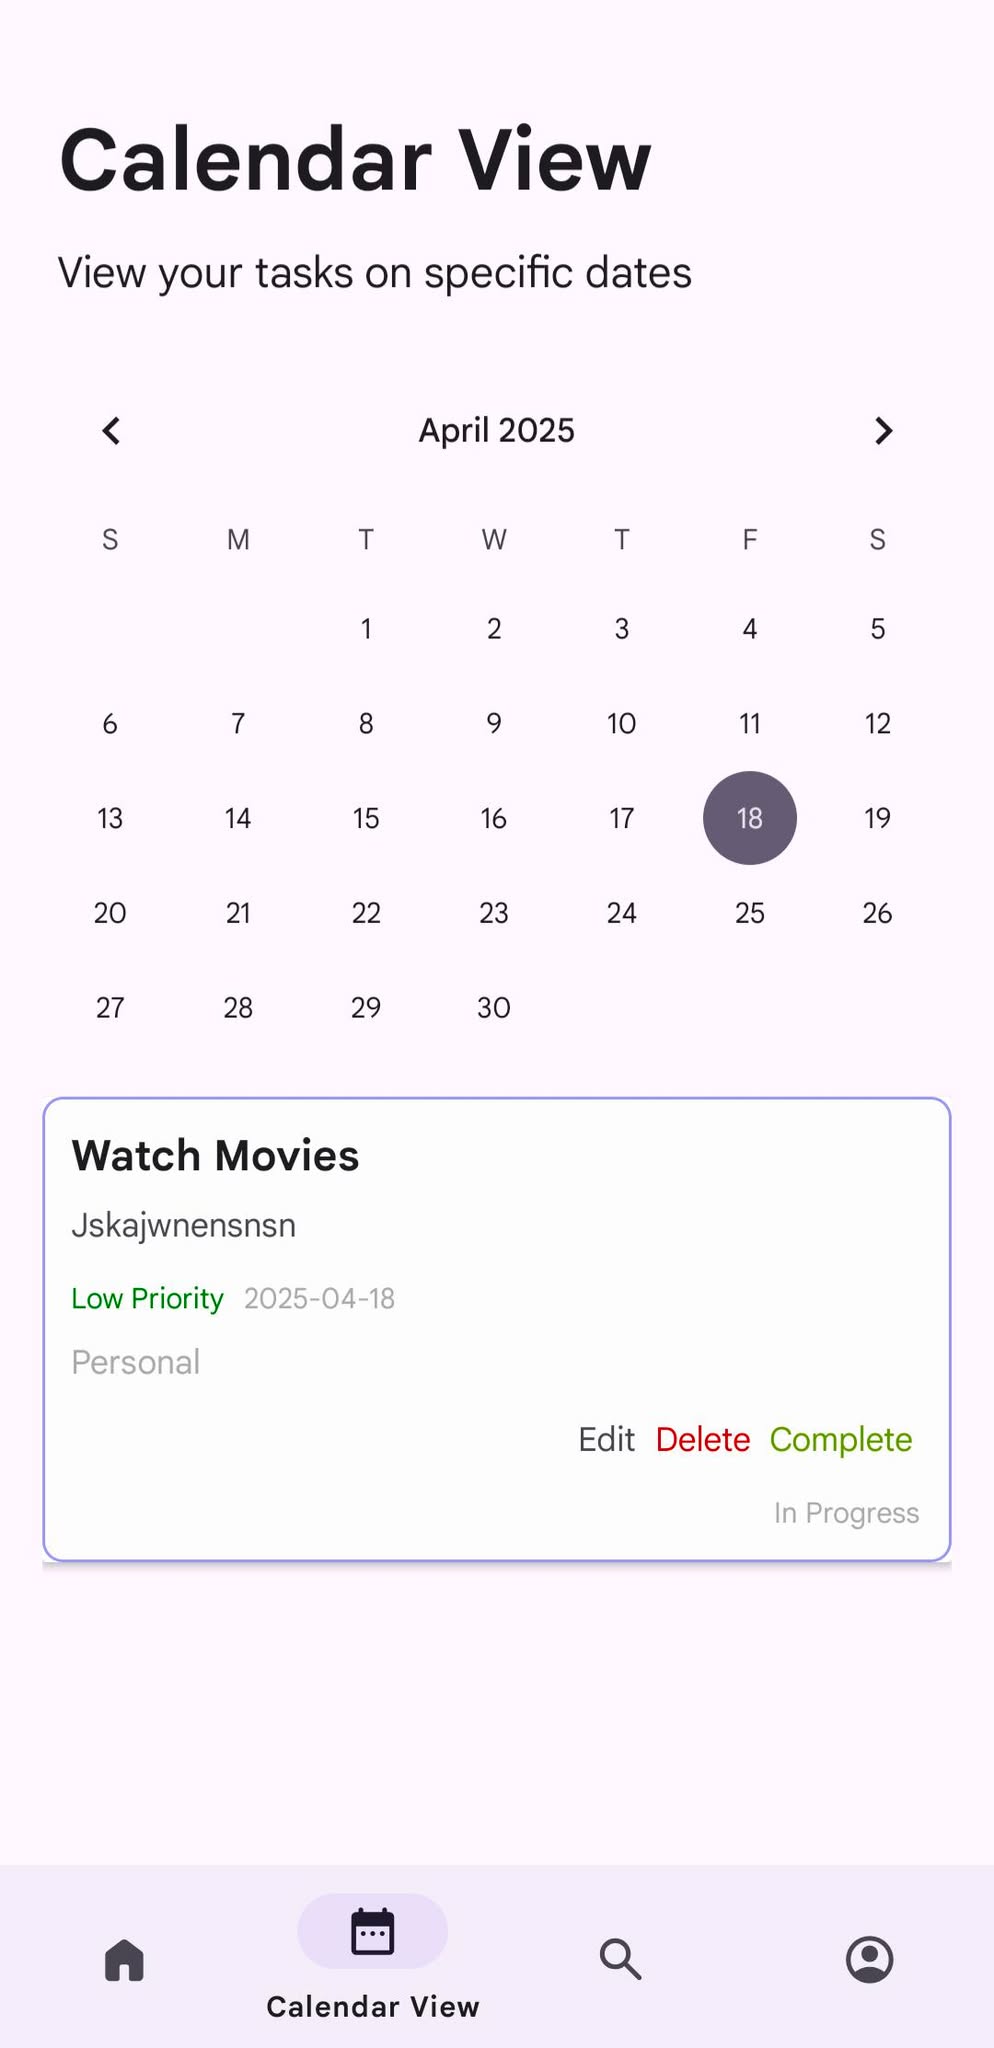 Calendar View
View your tasks on specific dates
April 2025
S M T W T F S
1 2 3 4 5
6 7 8 9 10 11 12
13 14 15 16 17 18 19
20 21 22 23 24 25 26
27 28 29 30
Watch Movies
Jskajwnensnsn
Low Priority 2025-04-18
Personal
Edit Delete Complete
In Progress
Calendar View